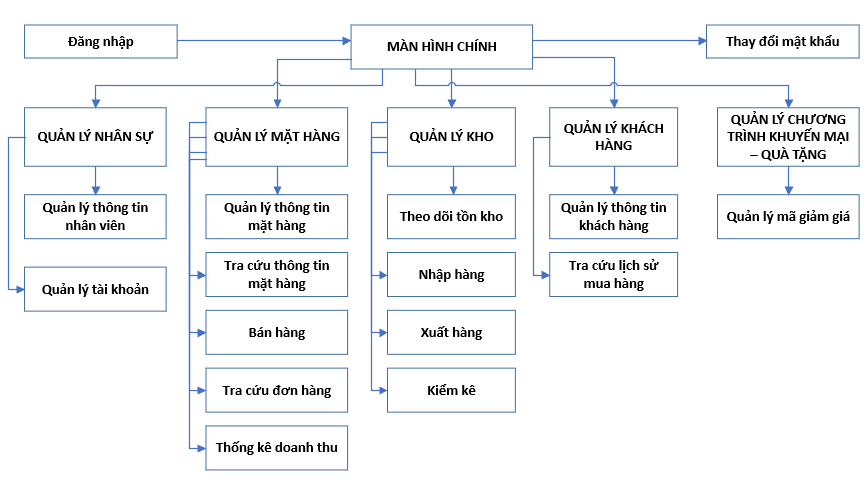 Đăng nhập
MÀN HÌNH CHÍNH
Thay đổi mật khẩu
QUẢN LÝ NHÂN SỰ
QUẢN LÝ MẶT HÀNG
QUẢN LÝ KHO
QUẢN LÝ KHÁCH
HÀNG
QUẢN LÝ CHƯƠNG
TRÌNH KHUYẾN MẠI
– QUÀ TẶNG
Quản lý thông tin
nhân viên
Quản lý thông tin
mặt hàng
Theo dõi tồn kho
Quản lý thông tin
khách hàng
Quản lý mã giảm giá
Quản lý tài khoản
Tra cứu thông tin
mặt hàng
Nhập hàng
Tra cứu lịch sử
mua hàng
Bán hàng
Xuất hàng
Tra cứu đơn hàng
Kiểm kê
Thống kê doanh thu